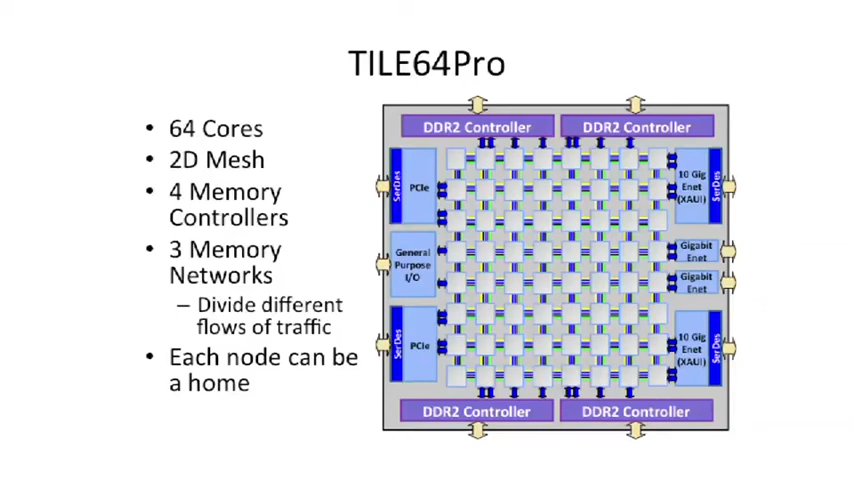 TILE64Pro
• 64 Cores
• 2D Mesh
• 4 Memory
Controllers
• 3 Memory
Networks
– Divide different
flows of traffic
• Each node can be
a home
DDR2 Controller
DDR2 Controller
SerDes
PCIe
10 Gig
Enet
(XAUI)
SerDes
General
Purpose
I/O
Gigabit
Enet
Gigabit
Enet
SerDes
PCIe
10 Gig
Enet
(XAUI)
SerDes
DDR2 Controller
DDR2 Controller